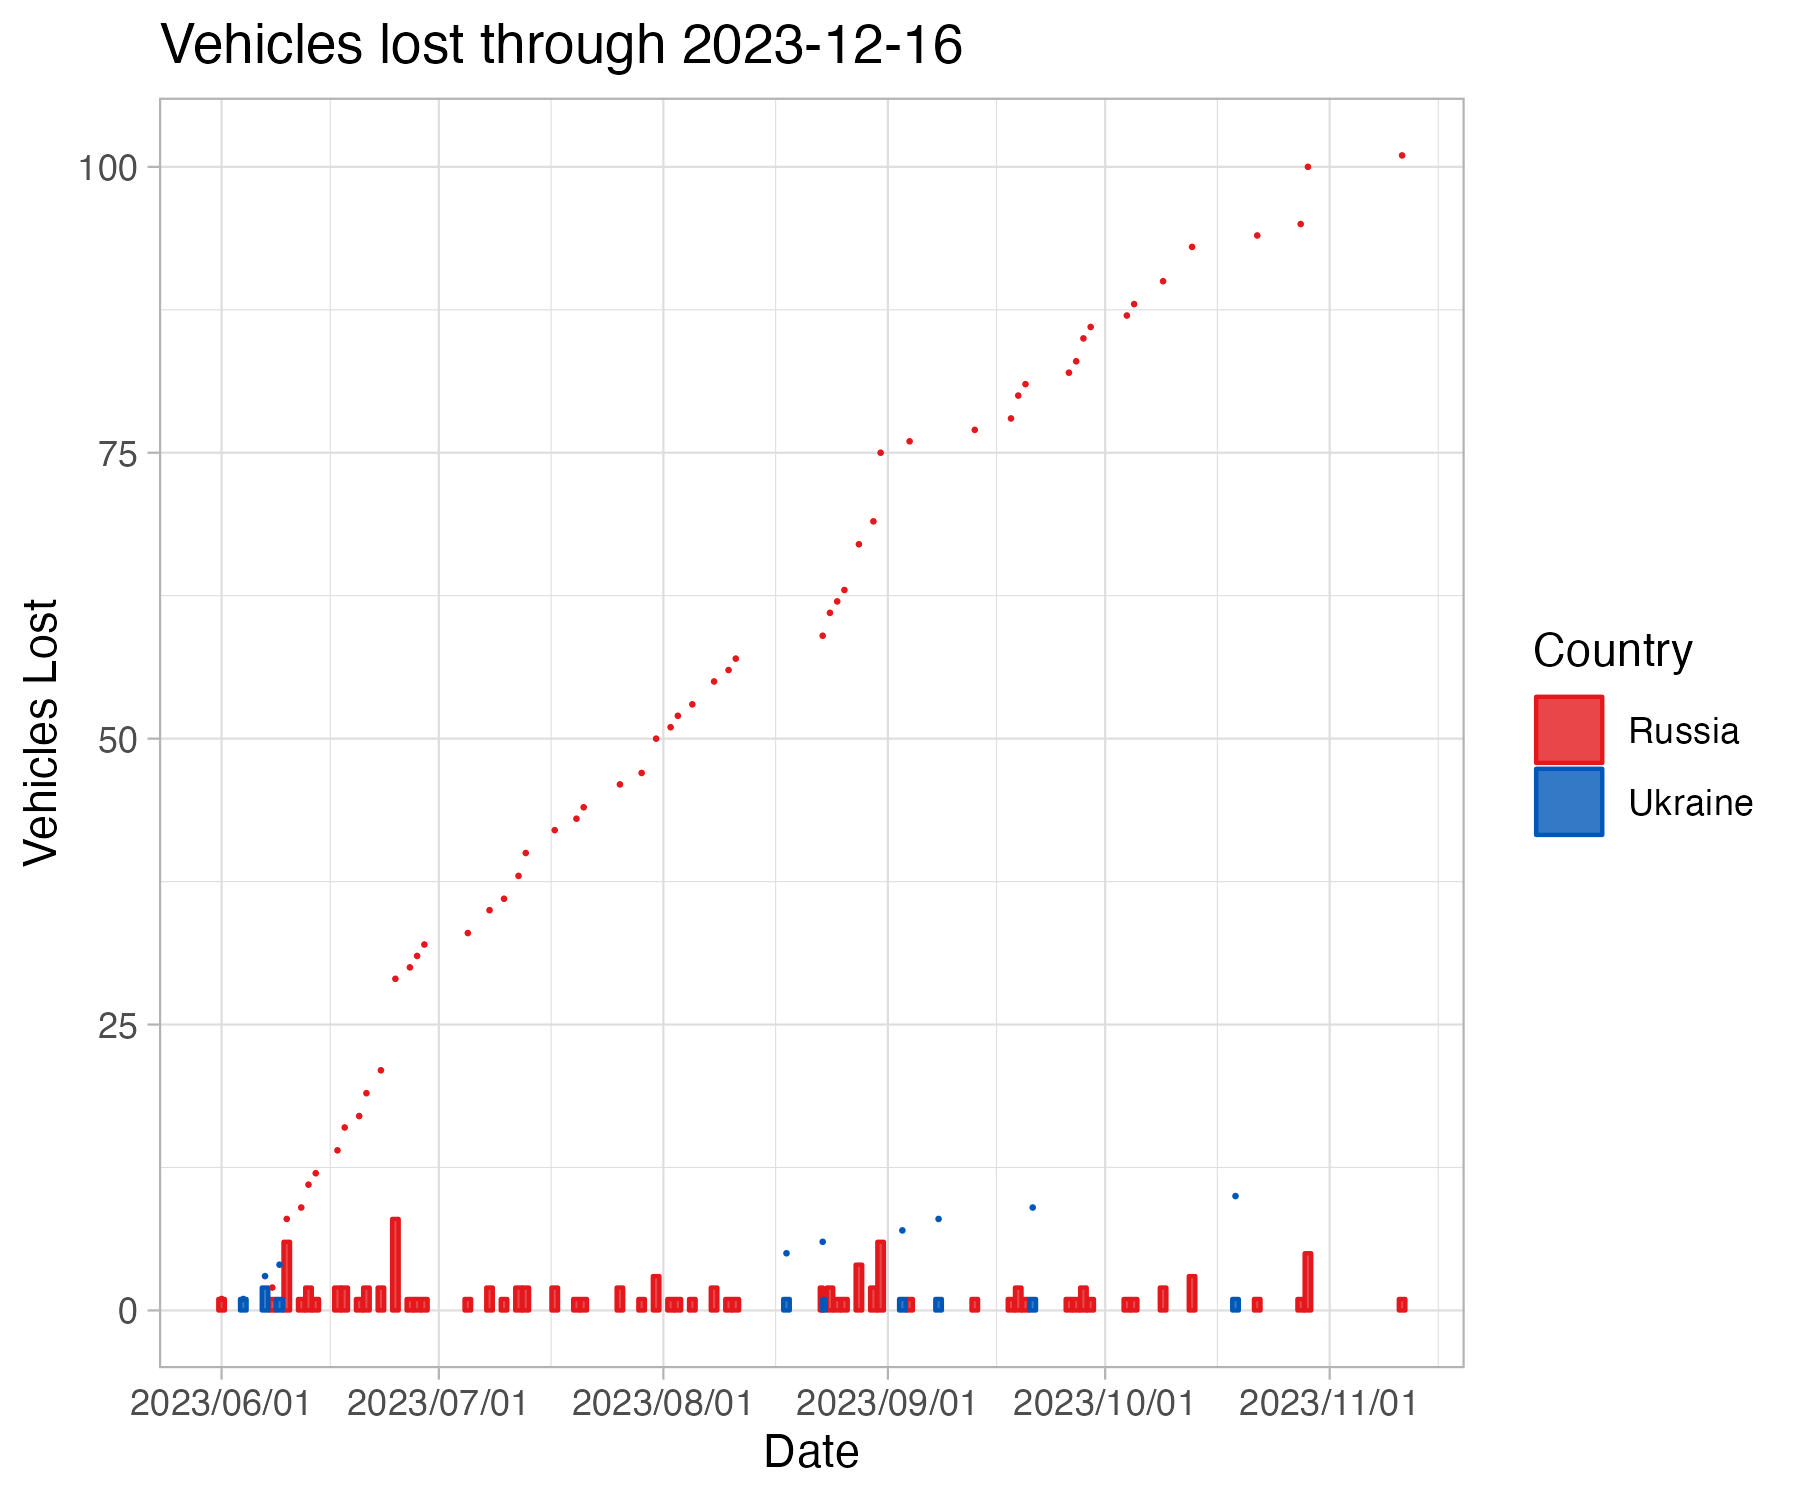 Vehicles lost through 2023-12-16
Vehicles Lost
100
75
50
25
0
2023/06/01 2023/07/01 2023/08/01 2023/09/01 2023/10/01 2023/11/01
Date
Country
Russia
Ukraine